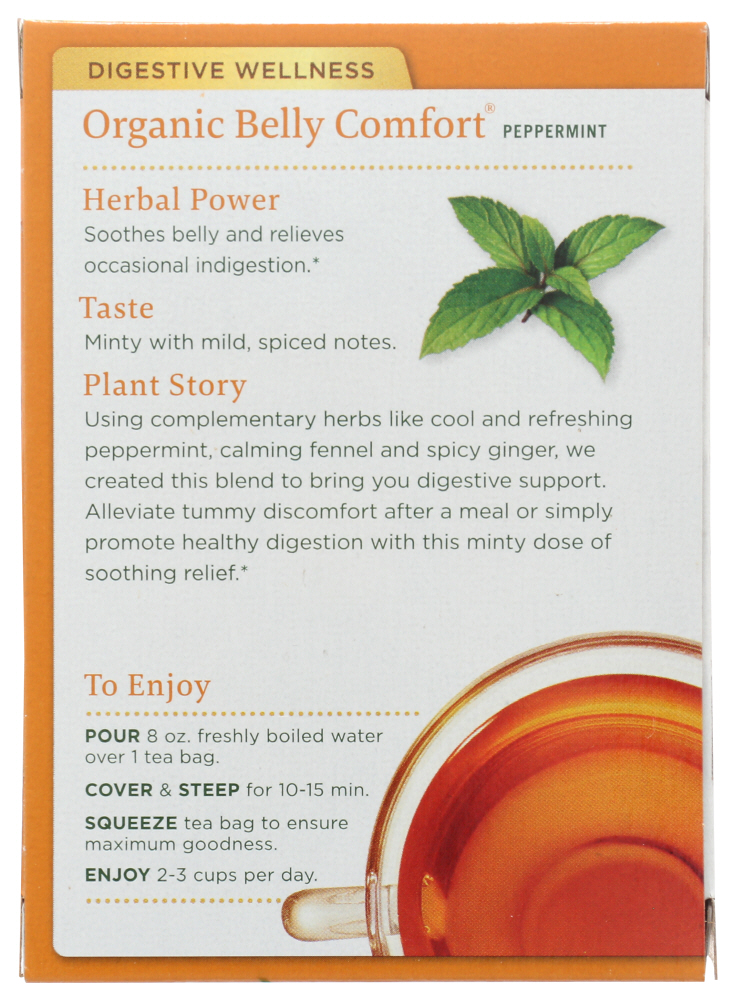 DIGESTIVE WELLNESS
Organic Belly Comfort® PEPPERMINT
Herbal Power
Soothes belly and relieves
occasional indigestion.*
Taste
Minty with mild, spiced notes.
Plant Story
Using complementary herbs like cool and refreshing
peppermint, calming fennel and spicy ginger, we
created this blend to bring you digestive support.
Alleviate tummy discomfort after a meal or simply
promote healthy digestion with this minty dose of
soothing relief.*
To Enjoy
POUR 8 oz. freshly boiled water
over 1 tea bag.
COVER & STEEP for 10-15 min.
SQUEEZE tea bag to ensure
maximum goodness.
ENJOY 2-3 cups per day.